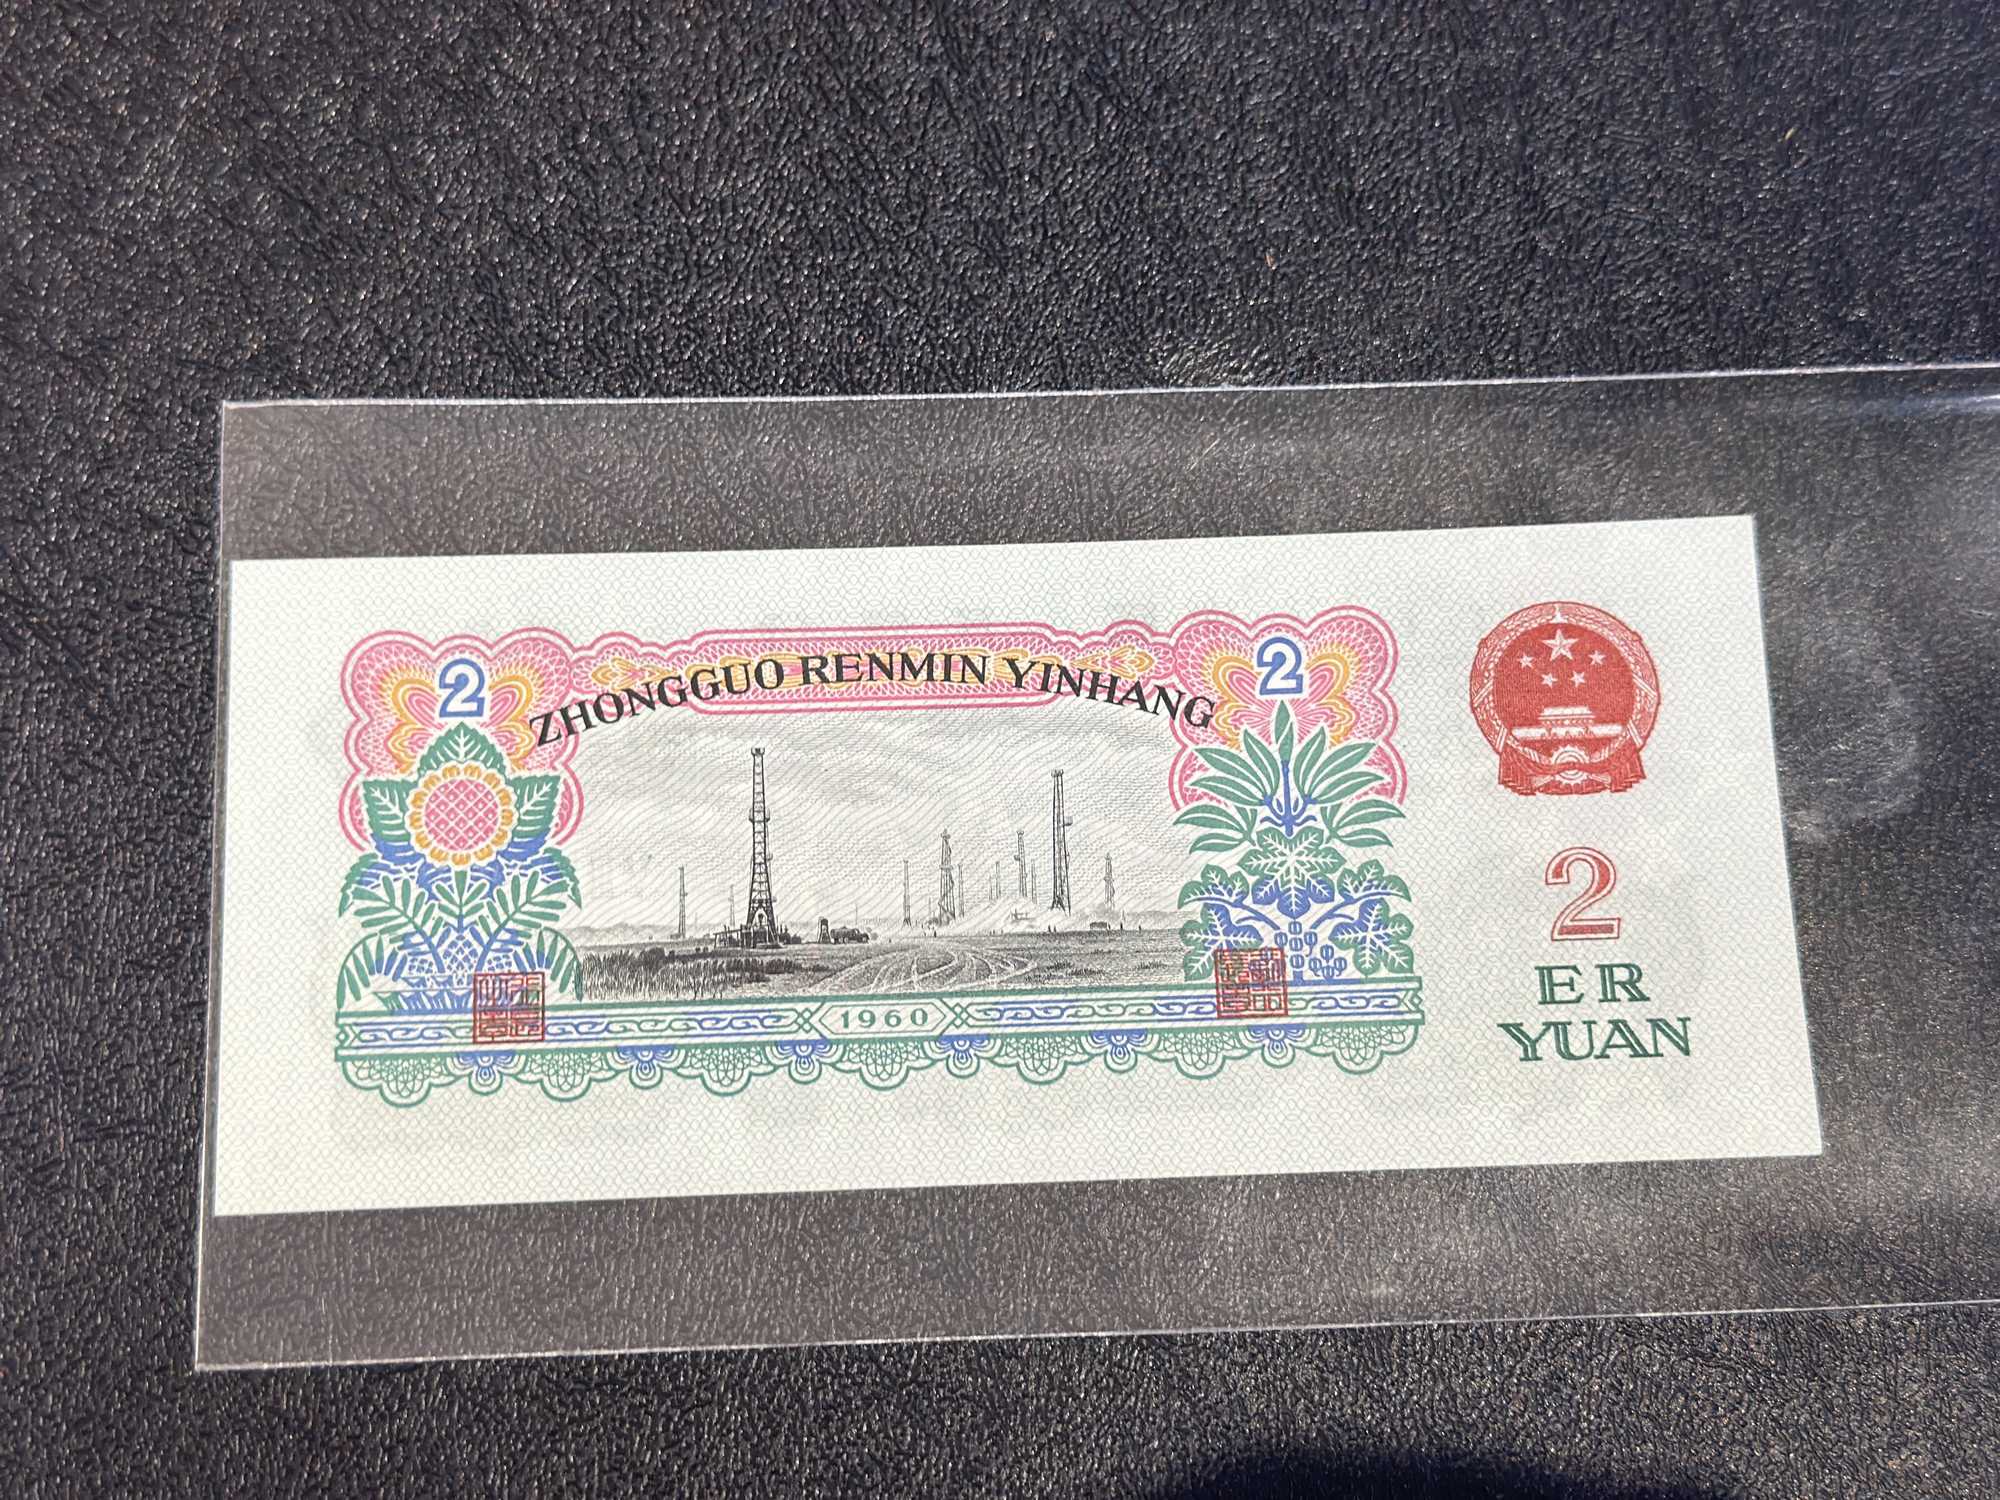 2
ZHONGGUO RENMIN YINHANG
2
1960
2
ER
YUAN